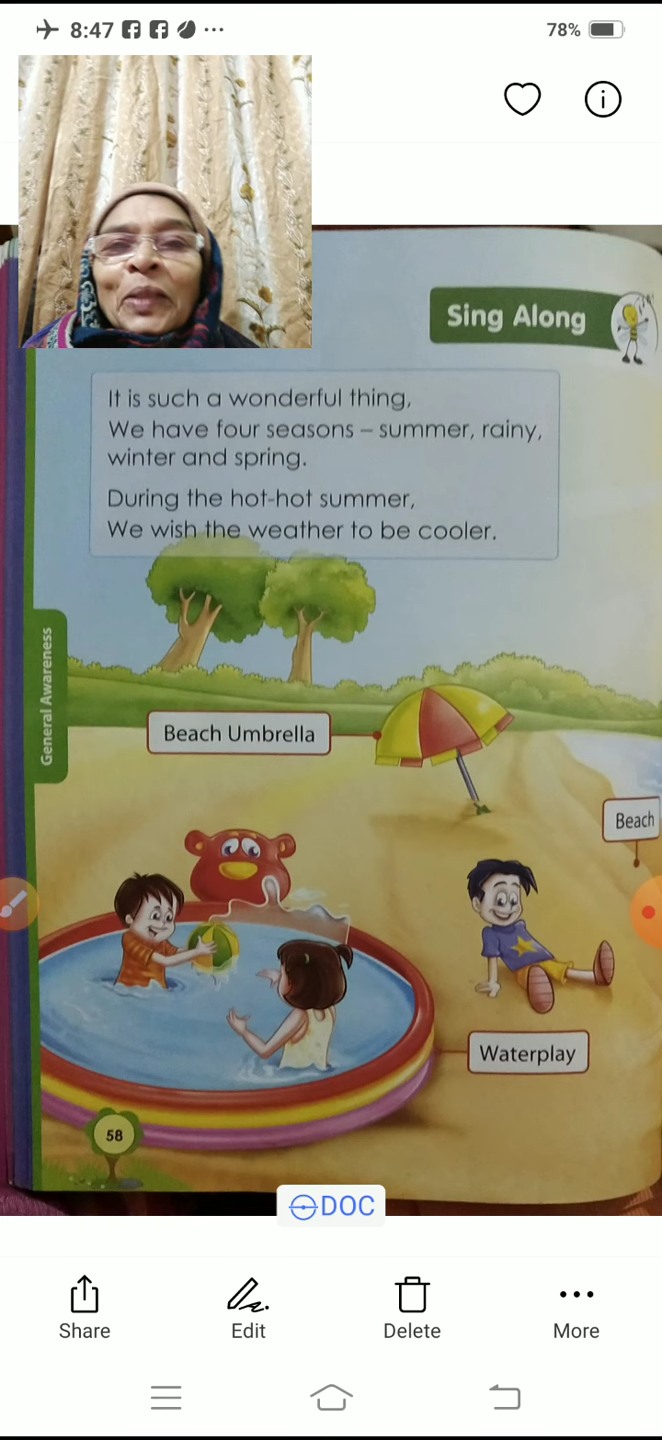 8:47
78%
Sing Along
It is such a wonderful thing,
We have four seasons – summer, rainy,
winter and spring.
During the hot-hot summer,
We wish the weather to be cooler.
General Awareness
Beach Umbrella
Beach
Waterplay
58
DOC
Share
Edit
Delete
More